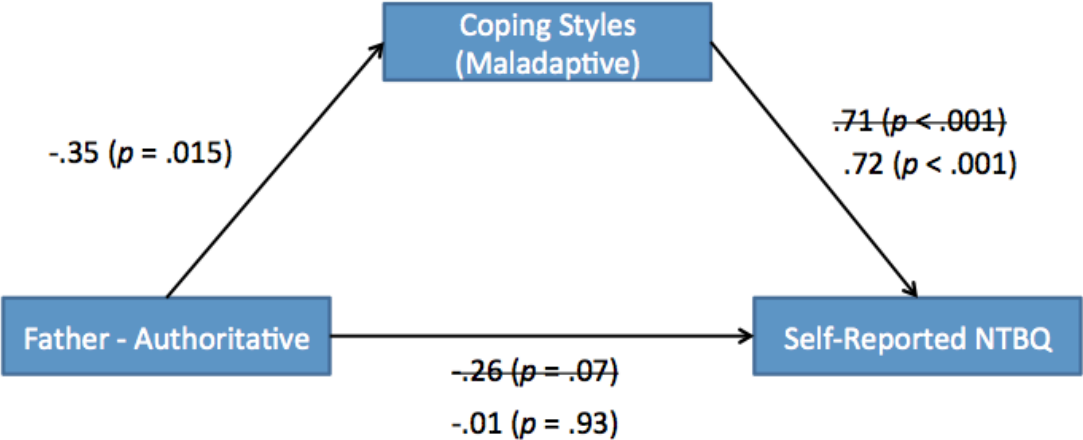 Coping Styles
(Maladaptive)
-.35 (p = .015)
.71 (p < .001)
.72 (p < .001)
Father - Authoritative
Self-Reported NTBQ
-.26 (p = .07)
-.01 (p = .93)